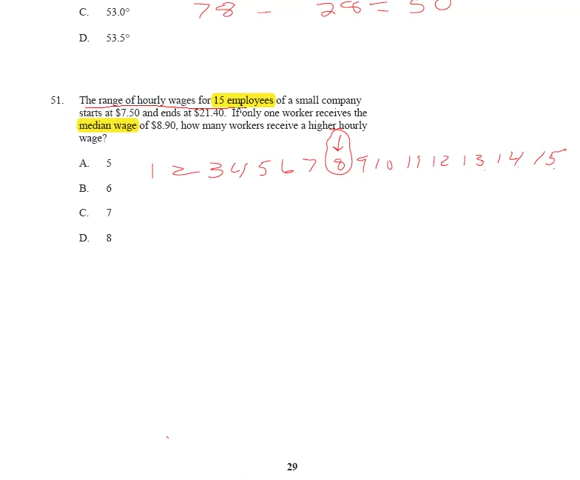 C. 53.0°
78 - 28 = 50
D. 53.5°
51. The range of hourly wages for 15 employees of a small company
starts at $7.50 and ends at $21.40. If only one worker receives the
median wage of $8.90, how many workers receive a higher hourly
wage?
A. 5
1 2 3 4 5 6 7 8 9 10 11 12 13 14 15
B. 6
C. 7
D. 8
29